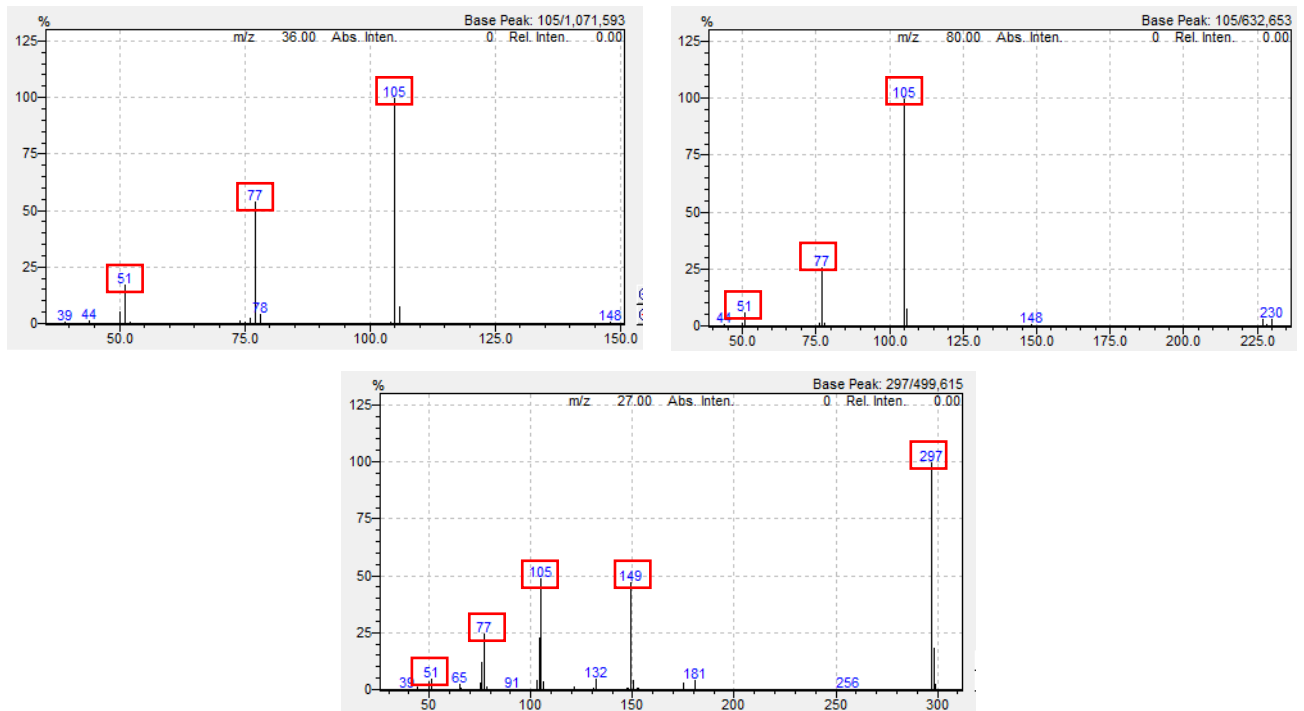 % Base Peak: 105/1,071,593
125 m/z 36.00 Abs. Inten. 0 Rel. Inten. 0.00
100 105
75
50 77
25 51
0 39 44 78 148
50.0 75.0 100.0 125.0 150.0
% Base Peak: 105/632,653
125 m/z 80.00 Abs. Inten. 0 Rel. Inten. 0.00
100 105
75
50
25 77
51
0 44 148 230
50.0 75.0 100.0 125.0 150.0 175.0 200.0 225.0
% Base Peak: 297/499,615
125 m/z 27.00 Abs. Inten. 0 Rel. Inten. 0.00
100 297
75
50 105 149
25 77
51 65 132 181
0 39 91 256
50 100 150 200 250 300